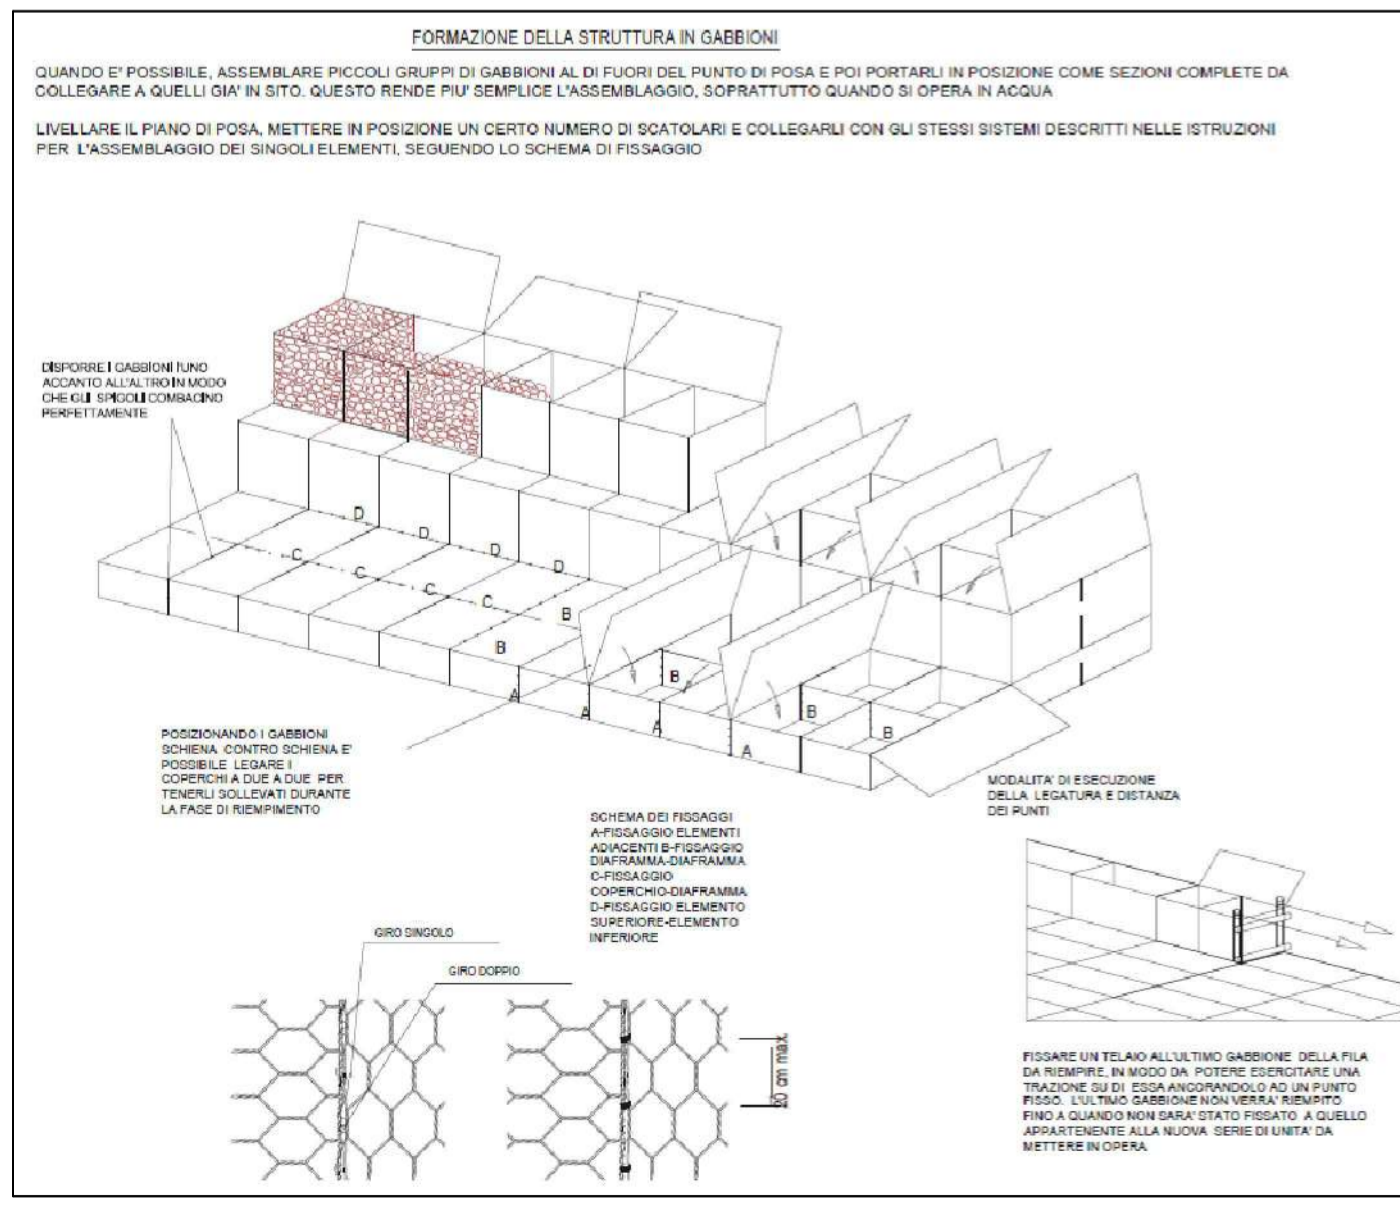 FORMAZIONE DELLA STRUTTURA IN GABBIONI
QUANDO E' POSSIBILE, ASSEMBLARE PICCOLI GRUPPI DI GABBIONI AL DI FUORI DEL PUNTO DI POSA E POI PORTARLI IN POSIZIONE COME SEZIONI COMPLETE DA
COLLEGARE A QUELLI GIA' IN SITO. QUESTO RENDE PIU' SEMPLICE L'ASSEMBLAGGIO, SOPRATTUTTO QUANDO SI OPERA IN ACQUA
LIVELLARE IL PIANO DI POSA, METTERE IN POSIZIONE UN CERTO NUMERO DI SCATOLARI E COLLEGARLI CON GLI STESSI SISTEMI DESCRITTI NELLE ISTRUZIONI
PER L'ASSEMBLAGGIO DEI SINGOLI ELEMENTI, SEGUENDO LO SCHEMA DI FISSAGGIO
DISPORRE I GABBIONI l'UNO
ACCANTO ALL'ALTRO IN MODO
CHE GLI SPIGOLI COMBACINO
PERFETTAMENTE
D
D
D
D
C
C
C
C
B
B
B
B
B
A
A
A
A
POSIZIONANDO I GABBIONI
SCHIENA CONTRO SCHIENA E'
POSSIBILE LEGARE I
COPERCHI A DUE A DUE PER
TENERLI SOLLEVATI DURANTE
LA FASE DI RIEMPIMENTO
SCHEMA DEI FISSAGGI
A-FISSAGGIO ELEMENTI
ADIACENTI B-FISSAGGIO
DIAFRAMMA-DIAFRAMMA
C-FISSAGGIO
COPERCHIO-DIAFRAMMA
D-FISSAGGIO ELEMENTO
SUPERIORE-ELEMENTO
INFERIORE
MODALITA' DI ESECUZIONE
DELLA LEGATURA E DISTANZA
DEI PUNTI
GIRO SINGOLO
GIRO DOPPIO
20 cm max.
FISSARE UN TELAIO ALL'ULTIMO GABBIONE DELLA FILA
DA RIEMPIRE, IN MODO DA POTERE ESERCITARE UNA
TRAZIONE SU DI ESSA ANCORANDOLO AD UN PUNTO
FISSO. L'ULTIMO GABBIONE NON VERRA' RIEMPITO
FINO A QUANDO NON SARA' STATO FISSATO A QUELLO
APPARTENENTE ALLA NUOVA SERIE DI UNITA' DA
METTERE IN OPERA